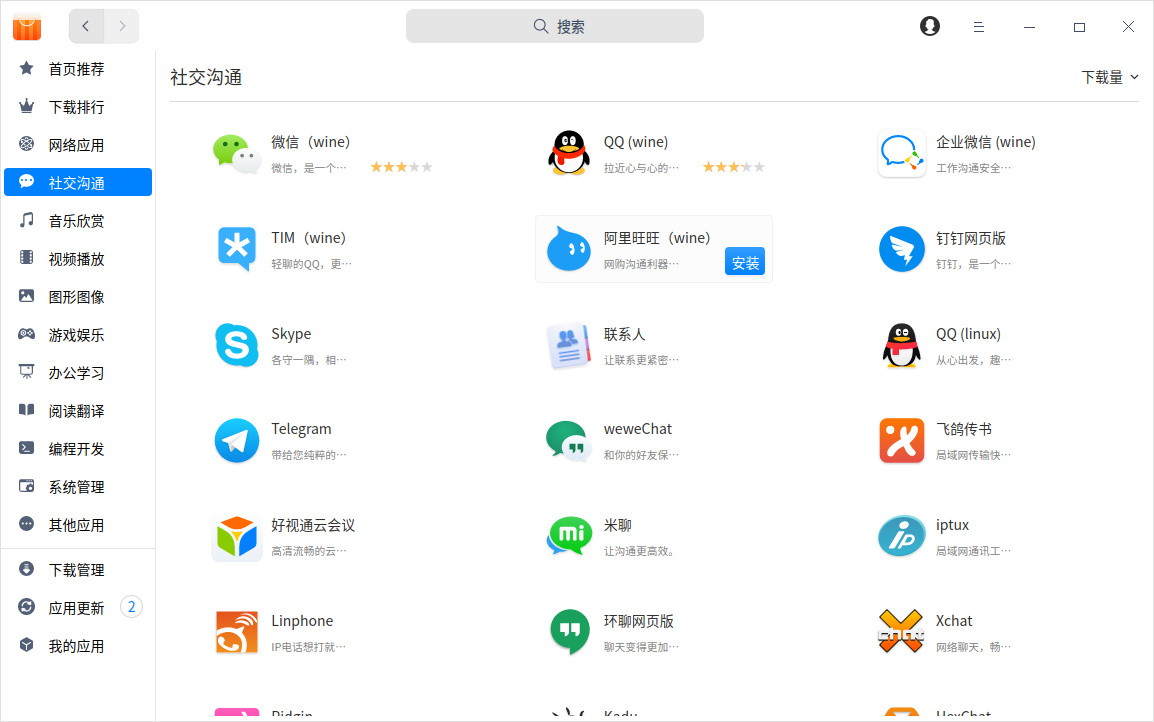 搜索
首页推荐
下载排行
网络应用
社交沟通
音乐欣赏
视频播放
图形图像
游戏娱乐
办公学习
阅读翻译
编程开发
系统管理
其他应用
下载管理
应用更新 2
我的应用
社交沟通
下载量
微信（wine）
微信，是一个…
QQ (wine)
拉近心与心的…
企业微信 (wine)
工作沟通安全…
TIM（wine）
轻聊的QQ，更…
阿里旺旺（wine）
网购沟通利器…
安装
钉钉网页版
钉钉，是一个…
Skype
各守一隅，相…
联系人
让联系更紧密…
QQ (linux)
从心出发，趣…
Telegram
带给您纯粹的…
weweChat
和你的好友保…
飞鸽传书
局域网传输快…
好视通云会议
高清流畅的云…
mi
米聊
让沟通更高效。
ip
iptux
局域网通讯工…
Linphone
IP电话想打就…
环聊网页版
聊天变得更加…
chat
Xchat
网络聊天，畅…
Pidgin
Kadu
HexChat